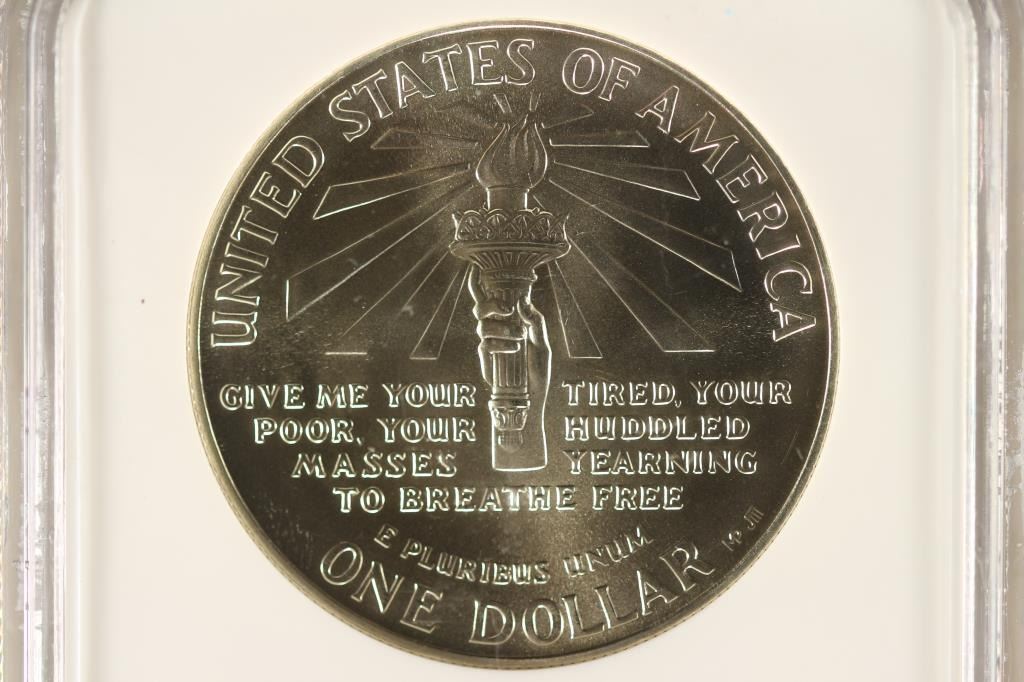 UNITED STATES OF AMERICA
GIVE ME YOUR TIRED, YOUR
POOR, YOUR HUDDLED
MASSES YEARNING
TO BREATHE FREE
E PLURIBUS UNUM
ONE DOLLAR